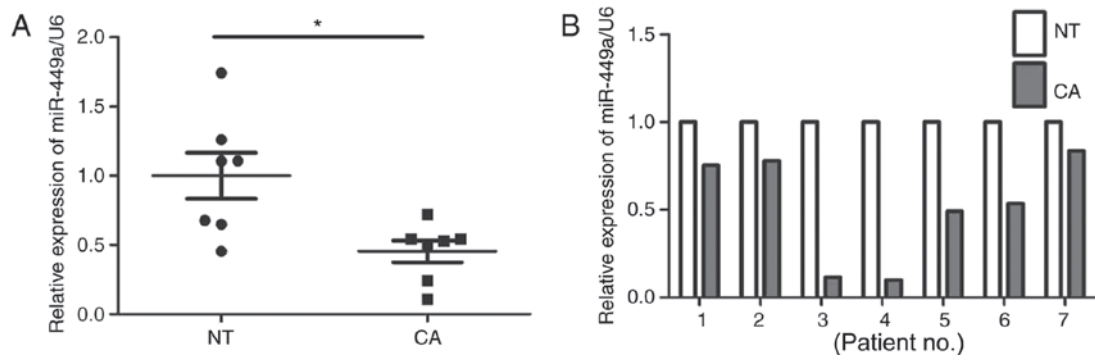 A
Relative expression of miR-449a/U6
2.0
1.5
1.0
0.5
0.0
*
NT
CA
B
Relative expression of miR-449a/U6
1.5
1.0
0.5
0.0
NT
CA
1 2 3 4 5 6 7
(Patient no.)